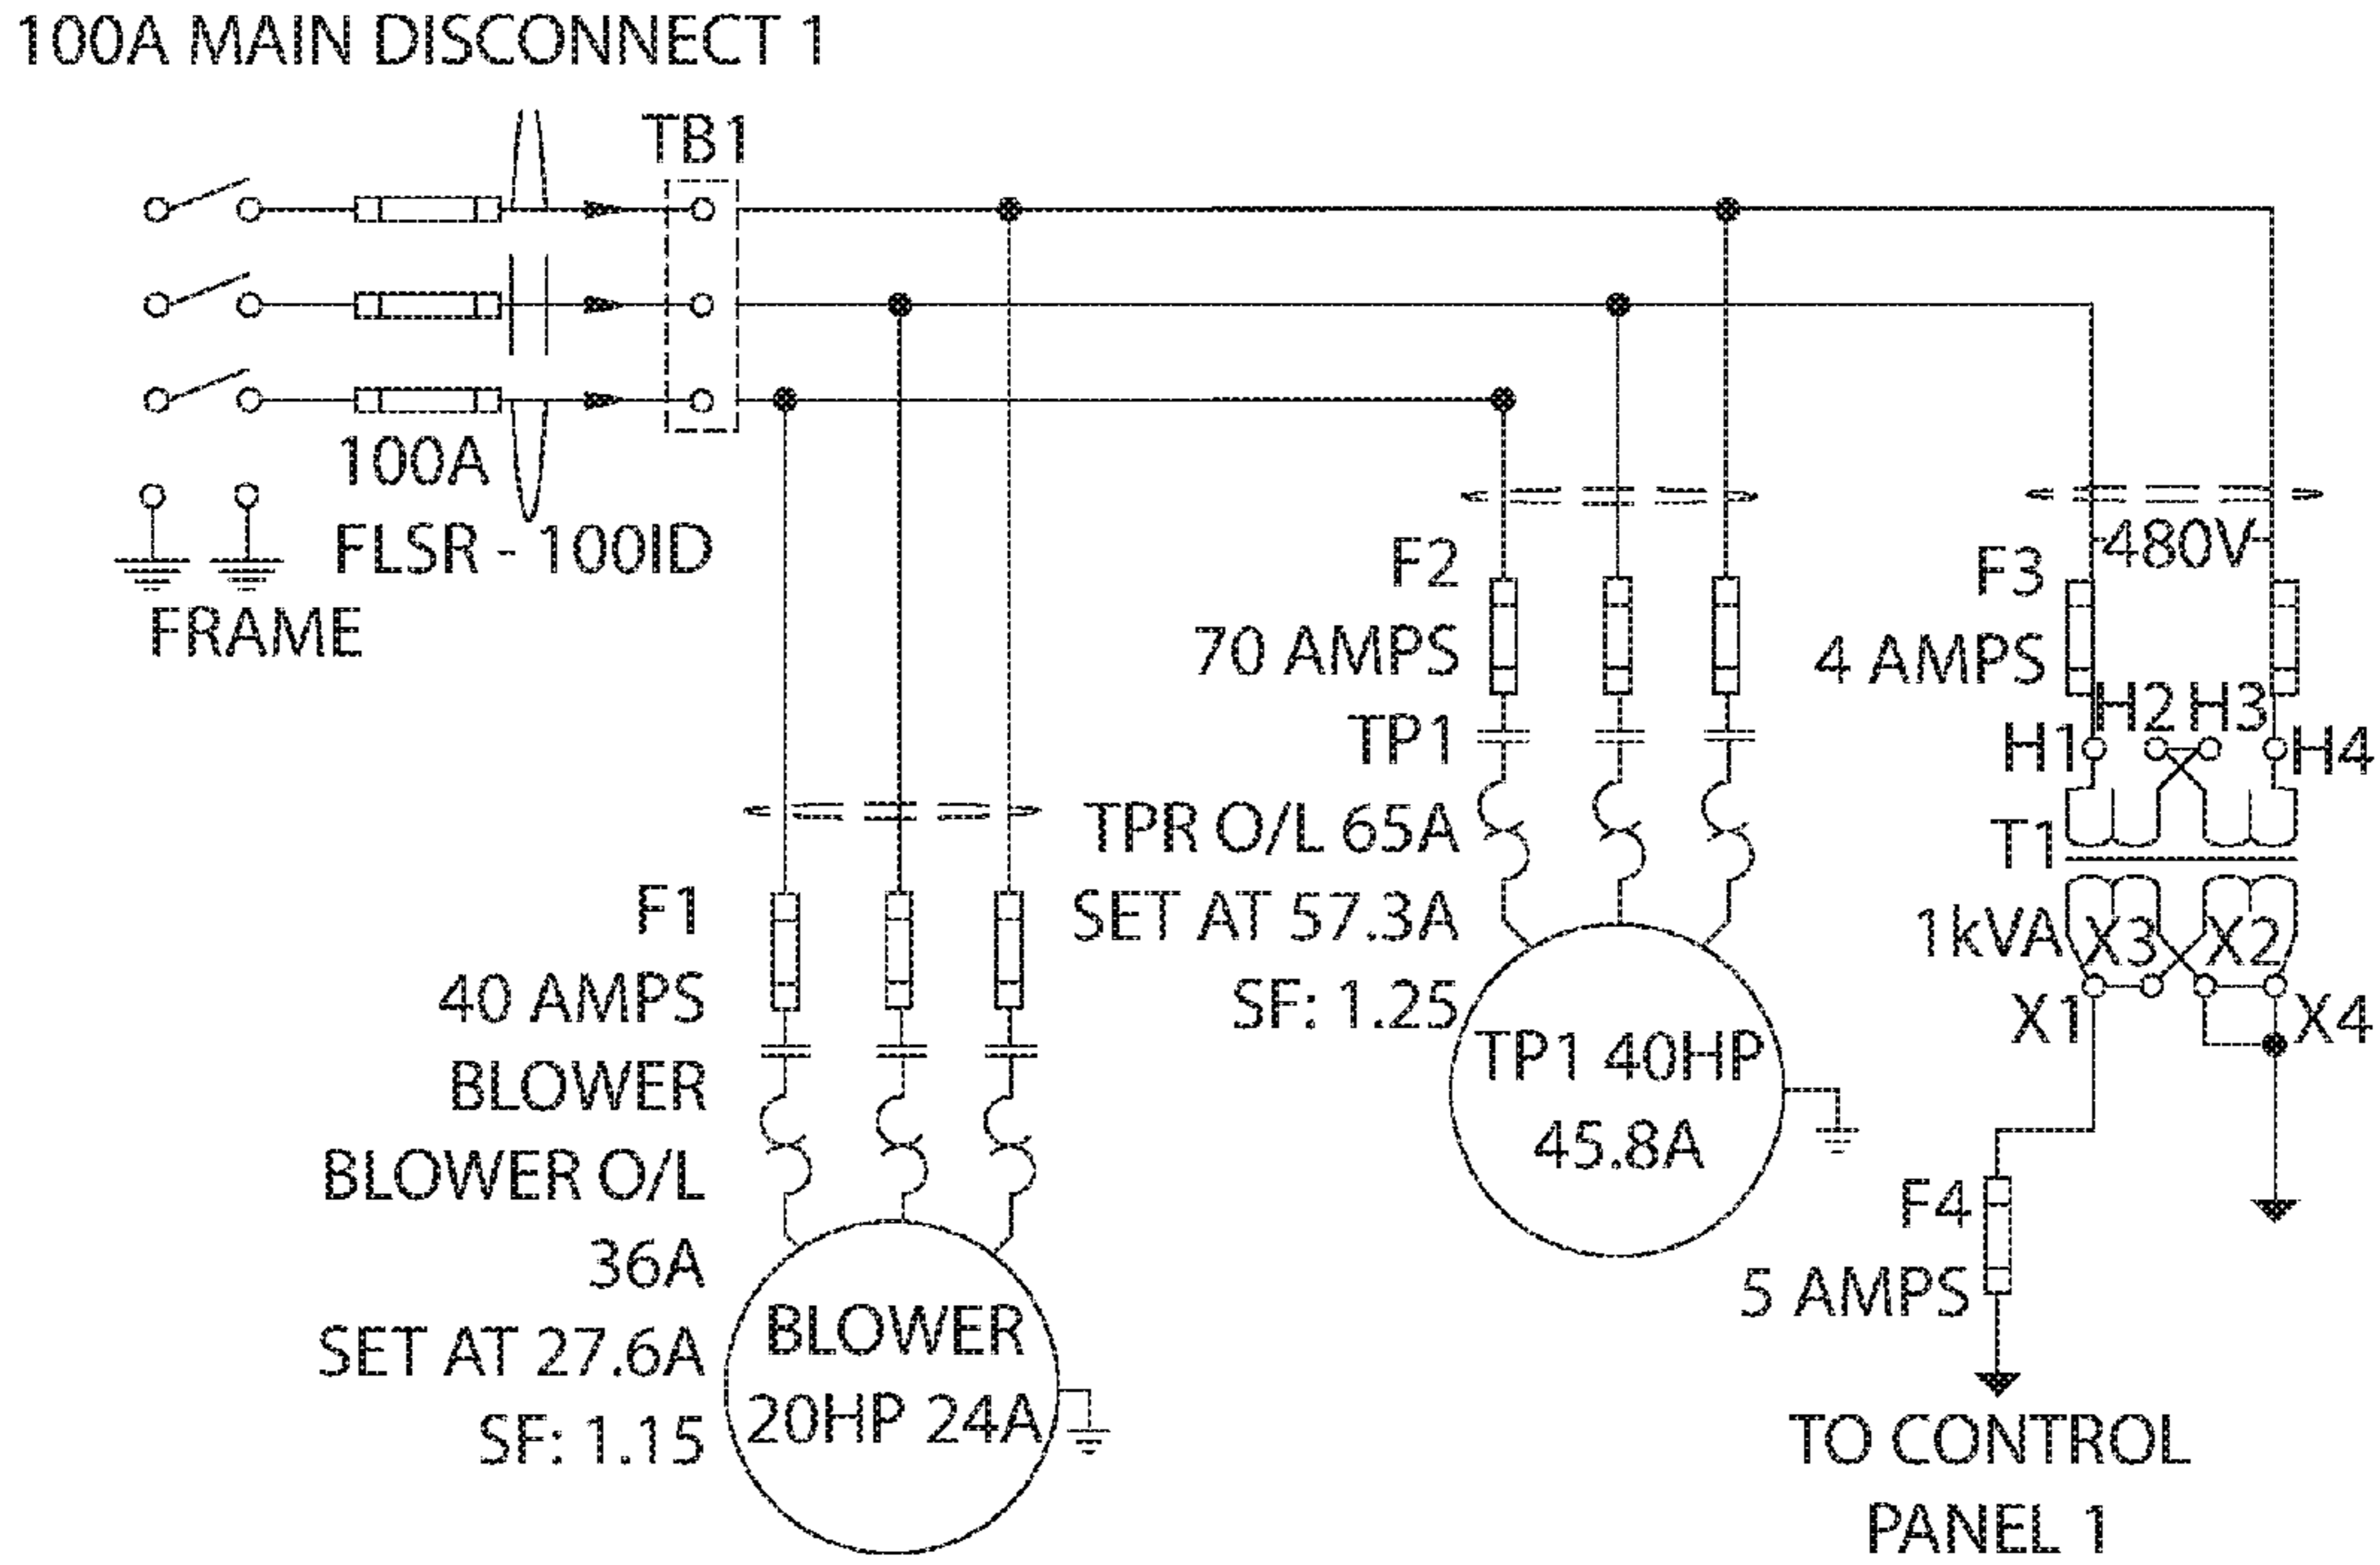 100A MAIN DISCONNECT 1
TB1
100A
FLSR - 100ID
FRAME
F1
40 AMPS
BLOWER
BLOWER O/L
36A
SET AT 27.6A
SF: 1.15
BLOWER
20HP 24A
F2
70 AMPS
TP1
TPR O/L 65A
SET AT 57.3A
SF: 1.25
TP1 40HP
45.8A
480V
F3
4 AMPS
H2 H3
H1
H4
T1
1kVA
X3 X2
X1
X4
F4
5 AMPS
TO CONTROL
PANEL 1